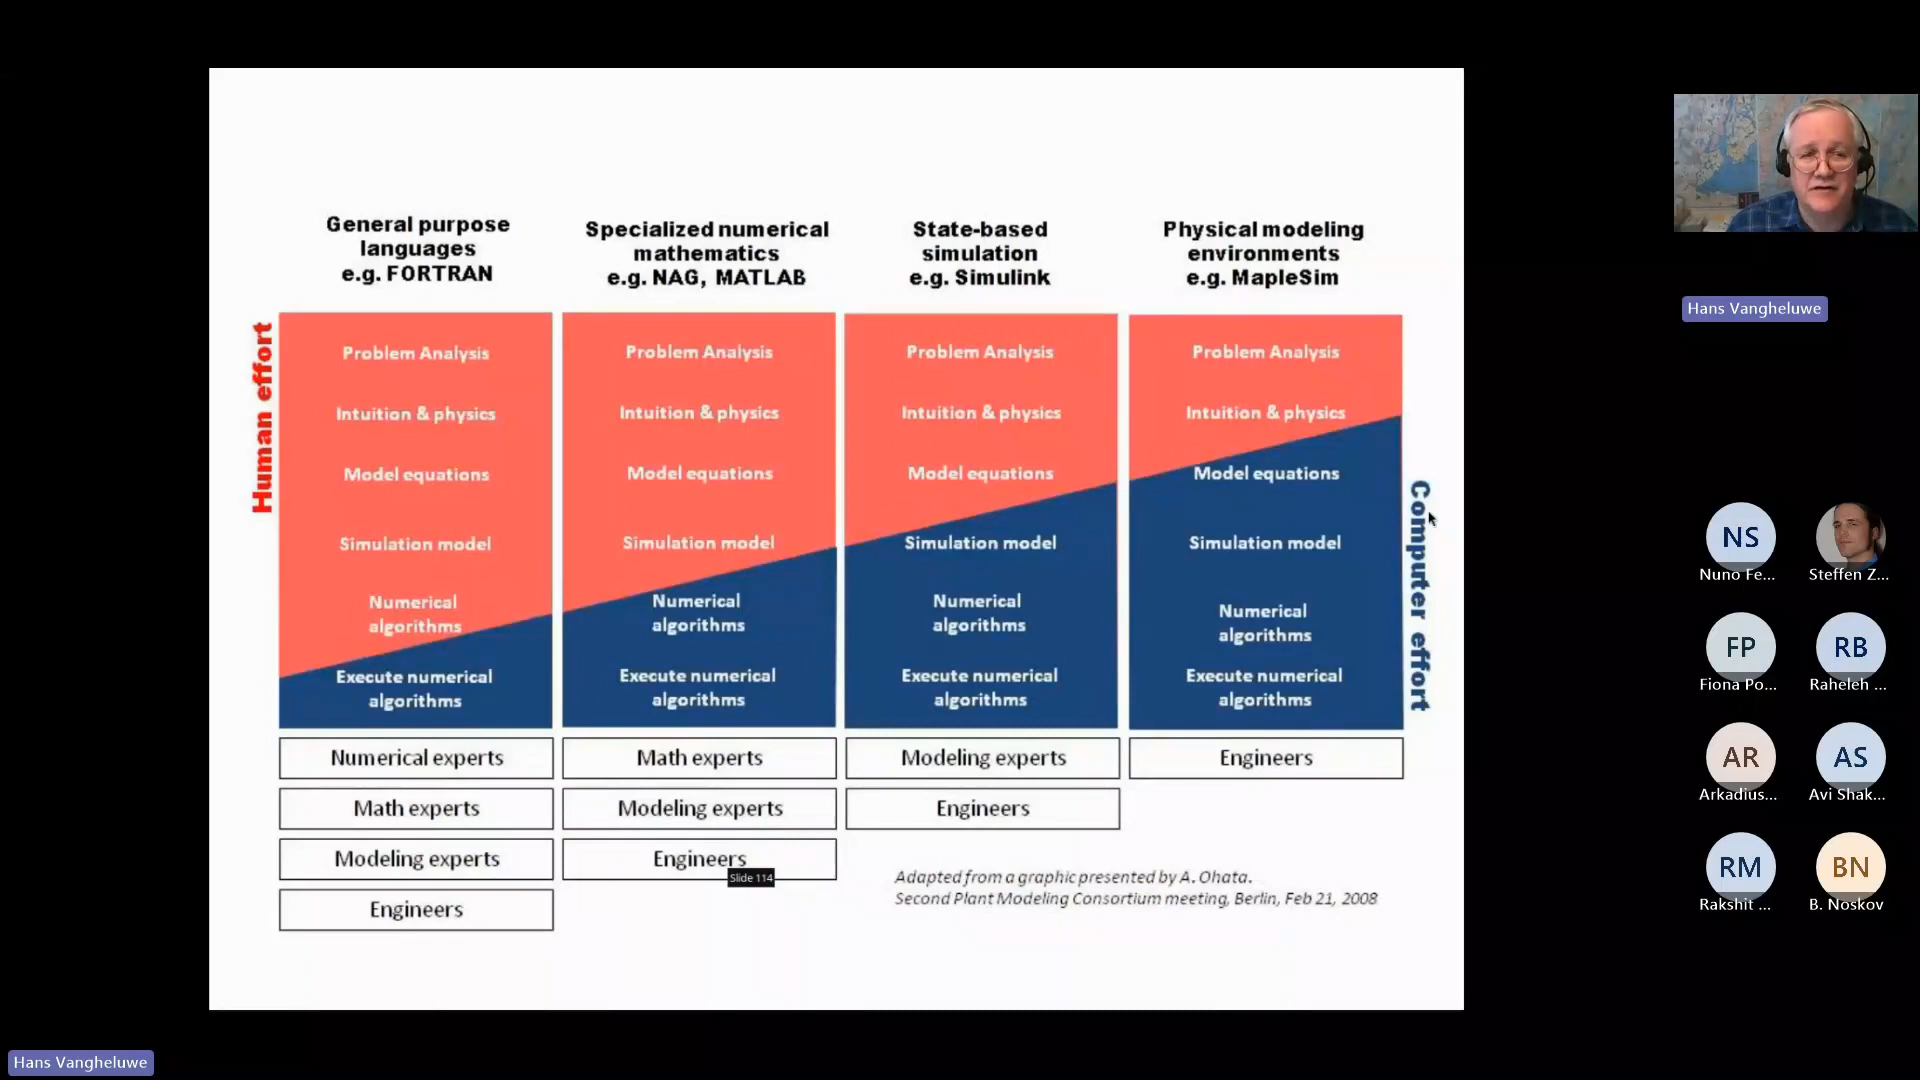 General purpose
languages
e.g. FORTRAN
Specialized numerical
mathematics
e.g. NAG, MATLAB
State-based
simulation
e.g. Simulink
Physical modeling
environments
e.g. MapleSim
Human effort
Problem Analysis
Intuition & physics
Model equations
Simulation model
Numerical
algorithms
Execute numerical
algorithms
Problem Analysis
Intuition & physics
Model equations
Simulation model
Numerical
algorithms
Execute numerical
algorithms
Problem Analysis
Intuition & physics
Model equations
Simulation model
Numerical
algorithms
Execute numerical
algorithms
Problem Analysis
Intuition & physics
Model equations
Simulation model
Numerical
algorithms
Execute numerical
algorithms
Computer effort
Numerical experts
Math experts
Modeling experts
Engineers
Math experts
Modeling experts
Engineers
Slide 114
Modeling experts
Engineers
Engineers
Adapted from a graphic presented by A. Ohata.
Second Plant Modeling Consortium meeting, Berlin, Feb 21, 2008
Hans Vangheluwe
NS
Nuno Fe...
Steffen Z...
FP
Fiona Po...
RB
Raheleh ...
AR
Arkadius...
AS
Avi Shak...
RM
Rakshit ...
BN
B. Noskov
Hans Vangheluwe